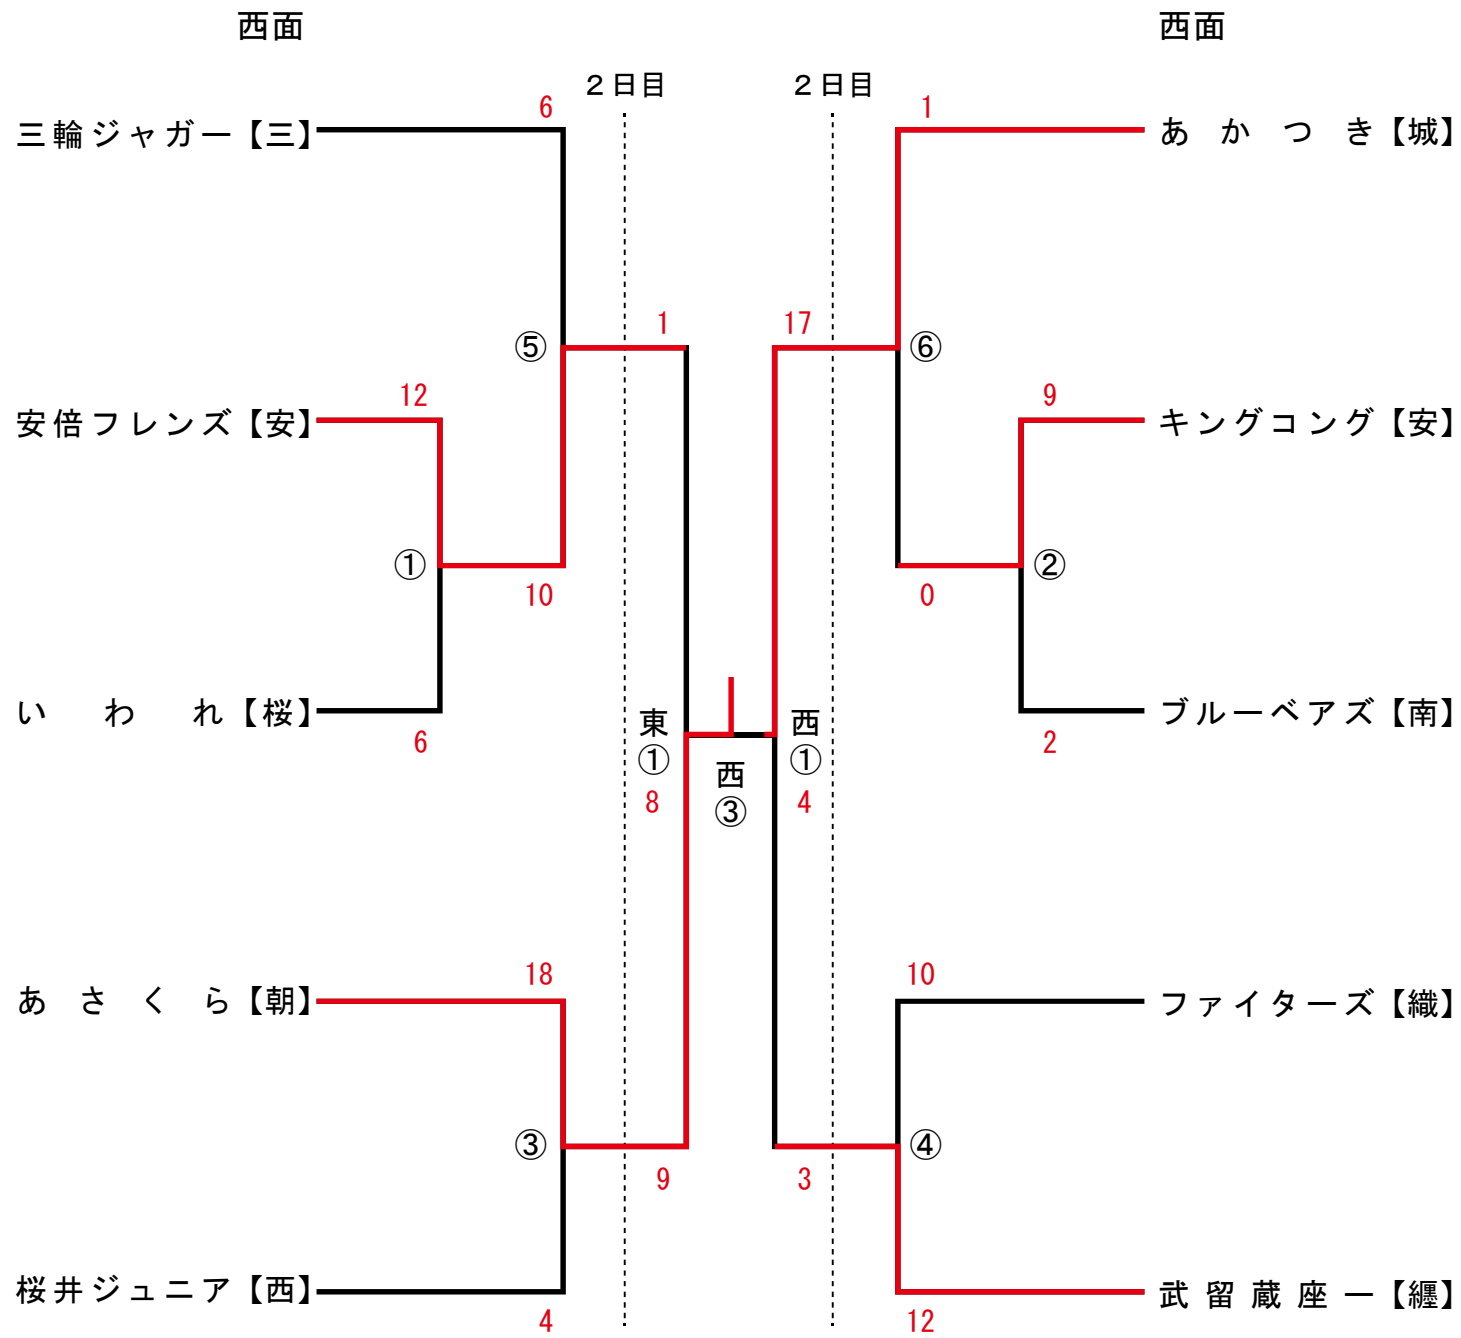 西面
西面
２日目
２日目
6
1
三輪ジャガー【三】
あかつき【城】
1
17
⑤
⑥
12
9
安倍フレンズ【安】
キングコング【安】
①
②
10
0
いわれ【桜】
ブルーベアズ【南】
6
2
東
①
8
西
③
西
①
4
18
10
あさくら【朝】
ファイターズ【織】
③
④
9
3
桜井ジュニア【西】
武留蔵座ー【纒】
4
12